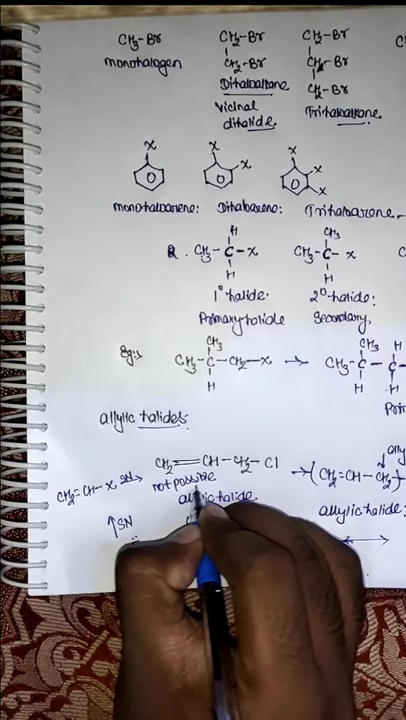 CH₃-Br CH₂-Br CH₂-Br
CH₂-Br CH-Br
CH₂-Br
monohalogen Dihaloalkane
Vicinal Trihaloalkane
dihalide
X X X
X X
X
monohaloarene: Dihaloarene: Trihaloarene
H CH₃
CH₃-C-X CH₃-C-X
H H
1° halide: 2° halide:
Primary halide Secondary
Eg:
CH₃ CH₃ H
CH₃-C-CH₂-X → CH₃-C-C-
H H H
allylic halides:
CH₂=CH-CH₂-Cl → (CH₂=CH-CH₂)
CH₂=CH-X SN → not possible
↑SN allylic halide: